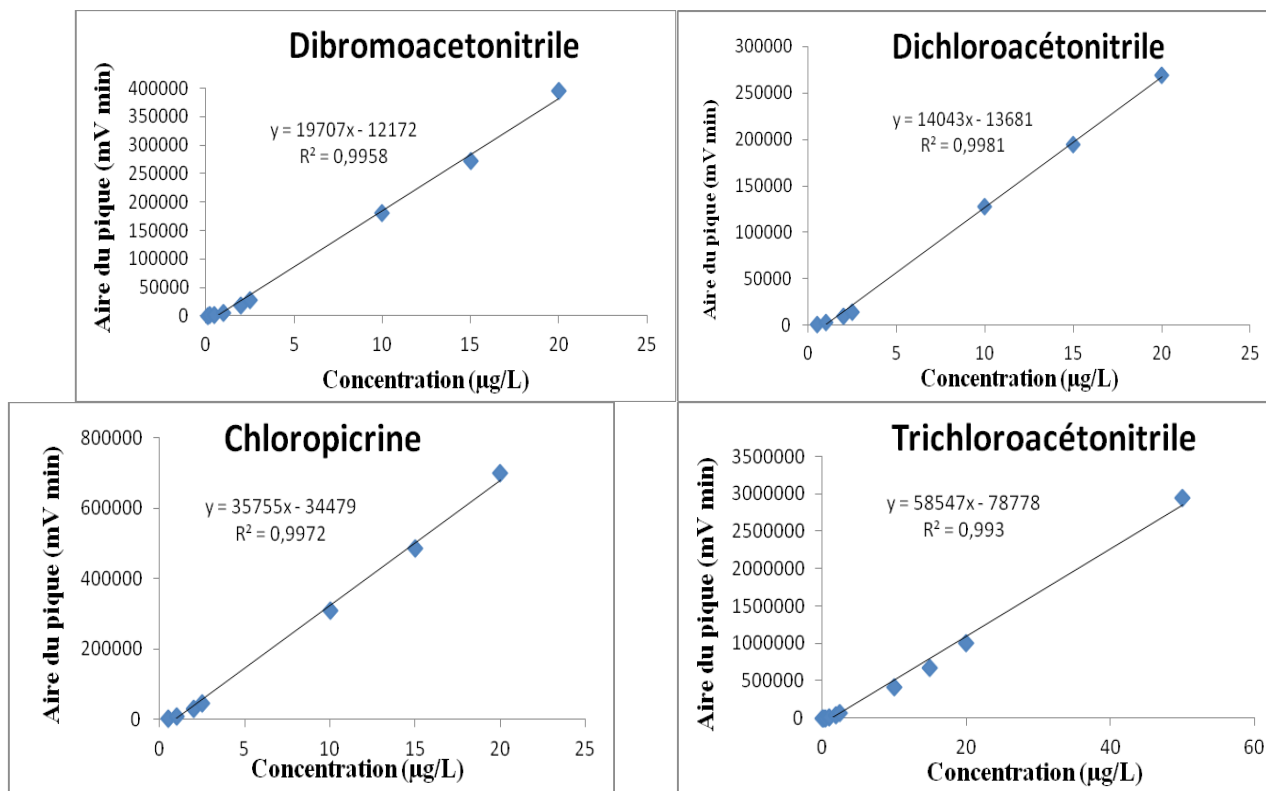 Dibromoacetonitrile
y = 19707x - 12172
R² = 0,9958
Aire du pique (mV min)
400000
350000
300000
250000
200000
150000
100000
50000
0
0 5 10 15 20 25
Concentration (µg/L)
Dichloroacétonitrile
y = 14043x - 13681
R² = 0,9981
Aire du pique (mV min)
300000
250000
200000
150000
100000
50000
0
0 5 10 15 20 25
Concentration (µg/L)
Chloropicrine
y = 35755x - 34479
R² = 0,9972
Aire du pique (mV min)
800000
600000
400000
200000
0
0 5 10 15 20 25
Concentration (µg/L)
Trichloroacétonitrile
y = 58547x - 78778
R² = 0,993
Aire du pique (mV min)
3500000
3000000
2500000
2000000
1500000
1000000
500000
0
0 20 40 60
Concentration (µg/L)